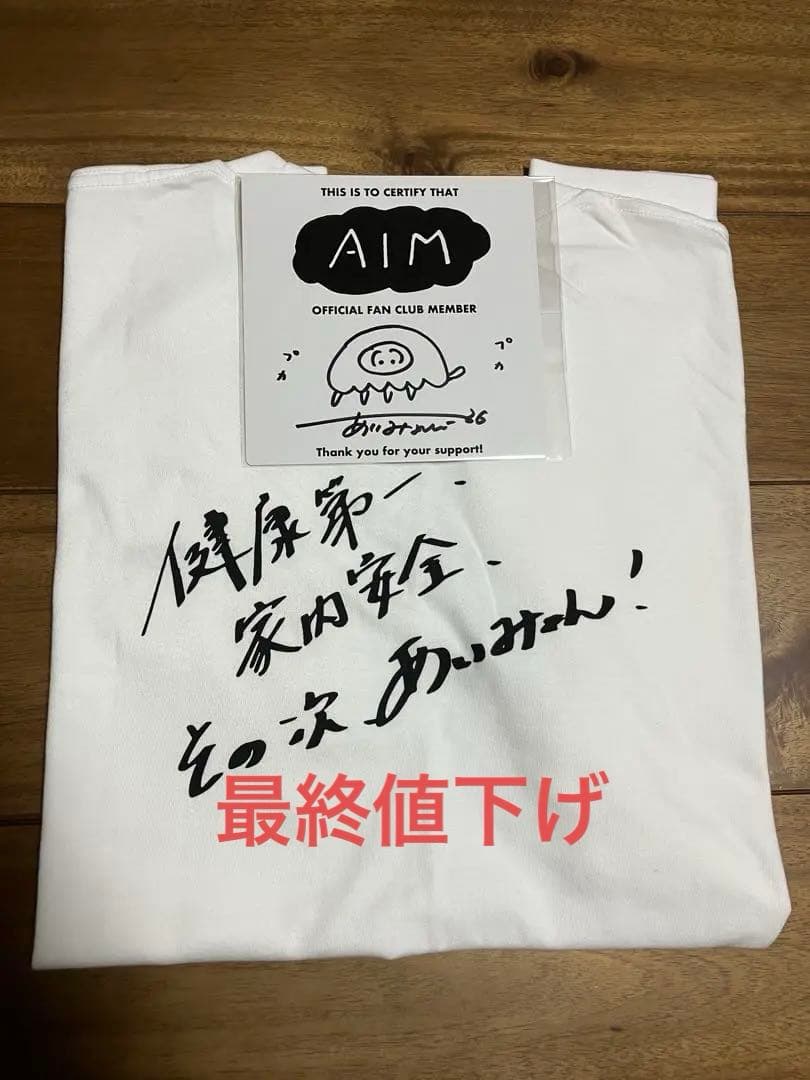 THIS IS TO CERTIFY THAT
AIM
OFFICIAL FAN CLUB MEMBER
プカ
プカ
あいみょん '26
Thank you for your support!
健康第一、
家内安全、
その次あいみょん!
最終値下げ